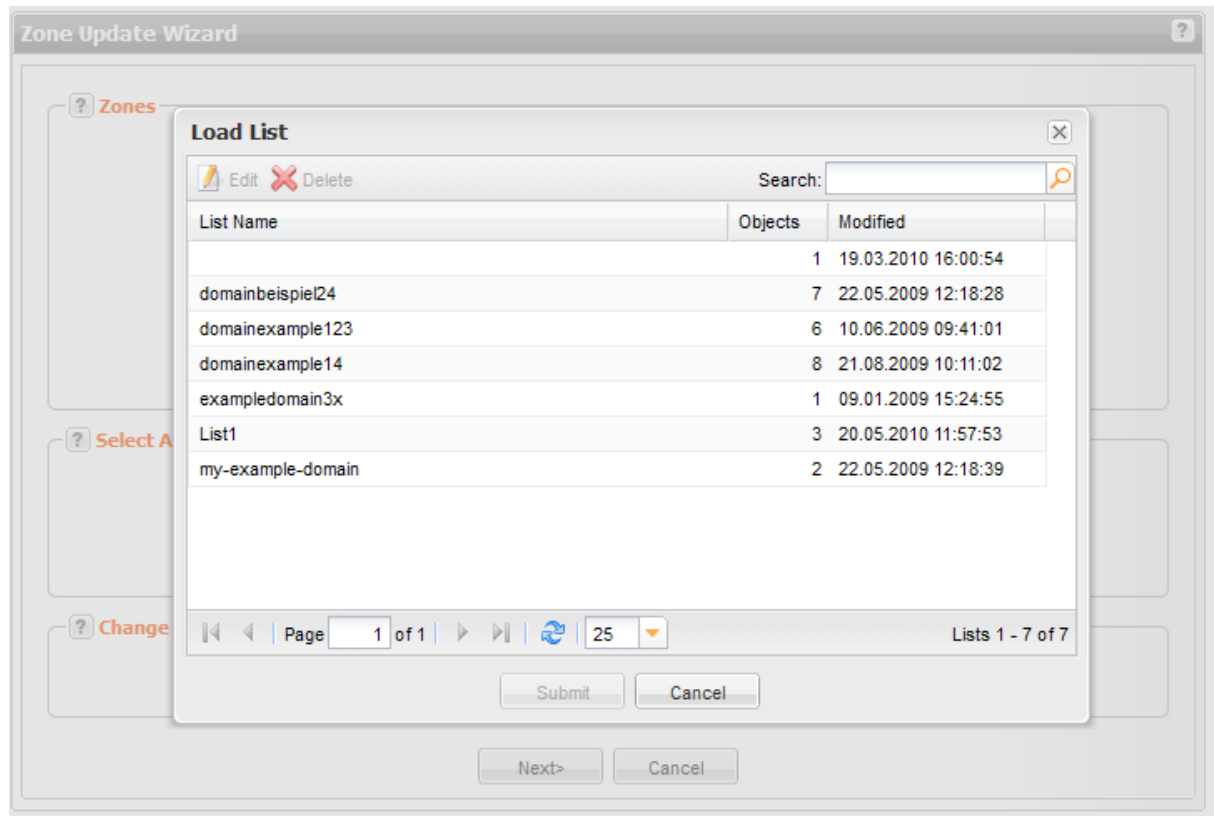 Zone Update Wizard ?
? Zones
Load List
Edit Delete Search:
List Name Objects Modified
1 19.03.2010 16:00:54
domainbeispiel24 7 22.05.2009 12:18:28
domainexample123 6 10.06.2009 09:41:01
domainexample14 8 21.08.2009 10:11:02
exampledomain3x 1 09.01.2009 15:24:55
List1 3 20.05.2010 11:57:53
my-example-domain 2 22.05.2009 12:18:39
? Select A
? Change
Page 1 of 1 25 Lists 1 - 7 of 7
Submit Cancel
Next> Cancel